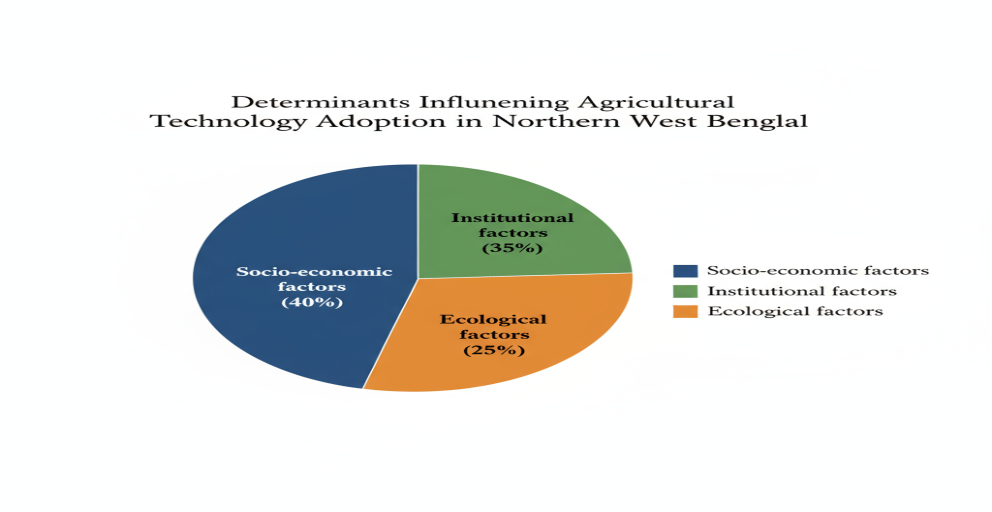 Determinants Influnening Agricultural
Technology Adoption in Northern West Benglal
Institutional
factors
(35%)
Socio-economic
factors
(40%)
Ecological
factors
(25%)
Socio-economic factors
Institutional factors
Ecological factors